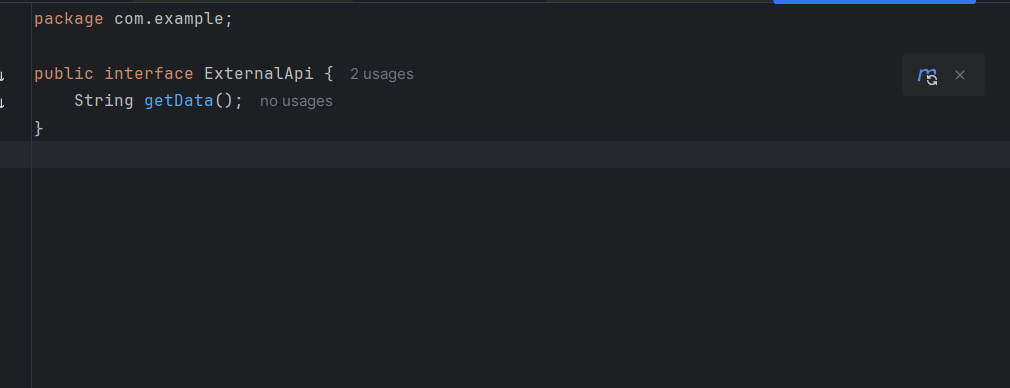 package com.example;
public interface ExternalApi { 2 usages
String getData(); no usages
}
m